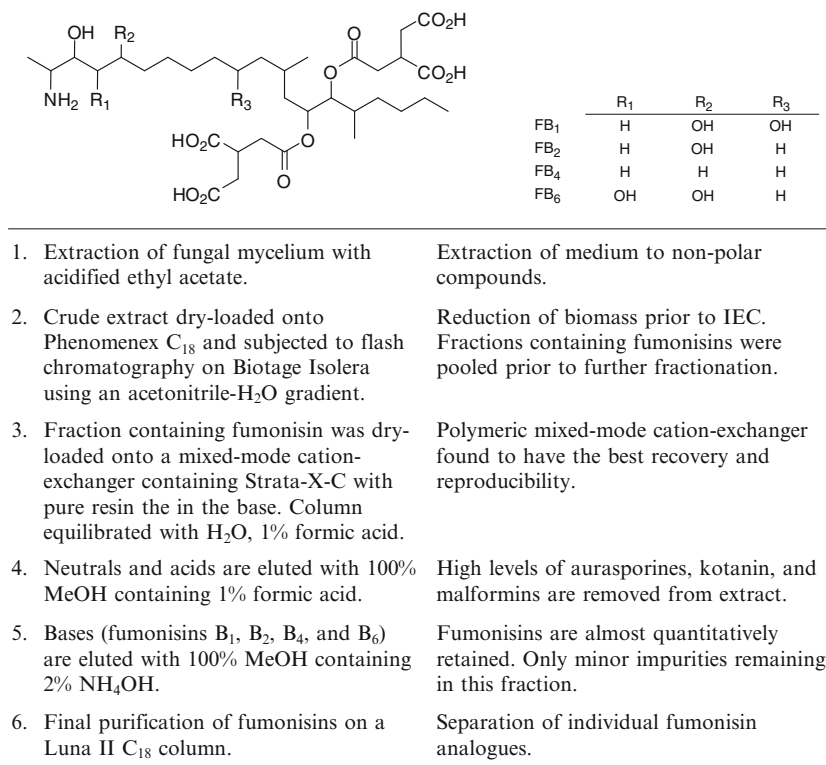 OH R₂
NH₂ R₁ R₃
O CO₂H
O CO₂H
HO₂C O
HO₂C O
R₁ R₂ R₃
FB₁ H OH OH
FB₂ H OH H
FB₄ H H H
FB₆ OH OH H
1. Extraction of fungal mycelium with
acidified ethyl acetate.
Extraction of medium to non-polar
compounds.
2. Crude extract dry-loaded onto
Phenomenex C₁₈ and subjected to flash
chromatography on Biotage Isolera
using an acetonitrile-H₂O gradient.
Reduction of biomass prior to IEC.
Fractions containing fumonisins were
pooled prior to further fractionation.
3. Fraction containing fumonisin was dry-
loaded onto a mixed-mode cation-
exchanger containing Strata-X-C with
pure resin the in the base. Column
equilibrated with H₂O, 1% formic acid.
Polymeric mixed-mode cation-exchanger
found to have the best recovery and
reproducibility.
4. Neutrals and acids are eluted with 100%
MeOH containing 1% formic acid.
High levels of aurasporines, kotanin, and
malformins are removed from extract.
5. Bases (fumonisins B₁, B₂, B₄, and B₆)
are eluted with 100% MeOH containing
2% NH₄OH.
Fumonisins are almost quantitatively
retained. Only minor impurities remaining
in this fraction.
6. Final purification of fumonisins on a
Luna II C₁₈ column.
Separation of individual fumonisin
analogues.